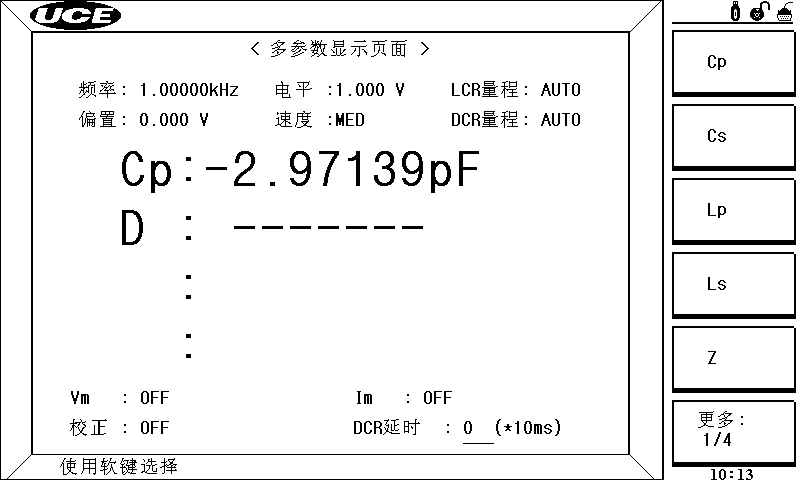 UCE
< 多参数显示页面 >
频率: 1.00000kHz 电平 :1.000 V LCR量程: AUTO
偏置: 0.000 V 速度 :MED DCR量程: AUTO
Cp:-2.97139pF
D : -------
:
:
Vm : OFF Im : OFF
校正 : OFF DCR延时 : 0 (*10ms)
使用软键选择
Cp
Cs
Lp
Ls
Z
更多:
1/4
10:13